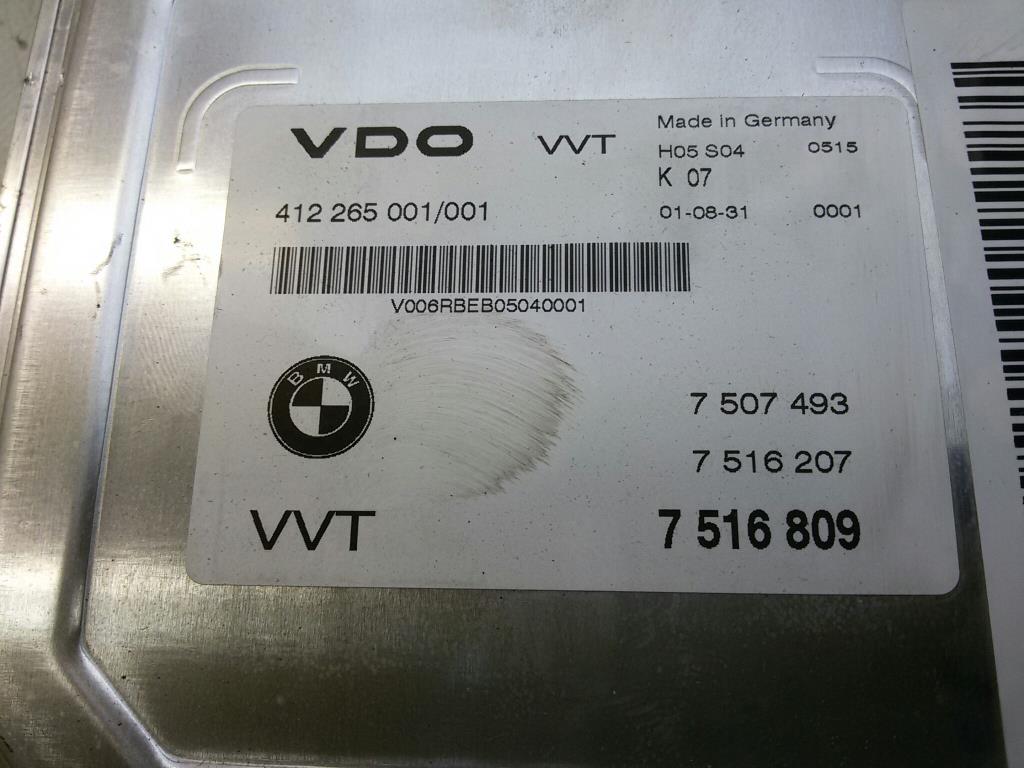 VDO VVT Made in Germany
H05 S04 0515
K 07
412 265 001/001 01-08-31 0001
V006RBEB05040001
BMW
7 507 493
7 516 207
VVT 7 516 809